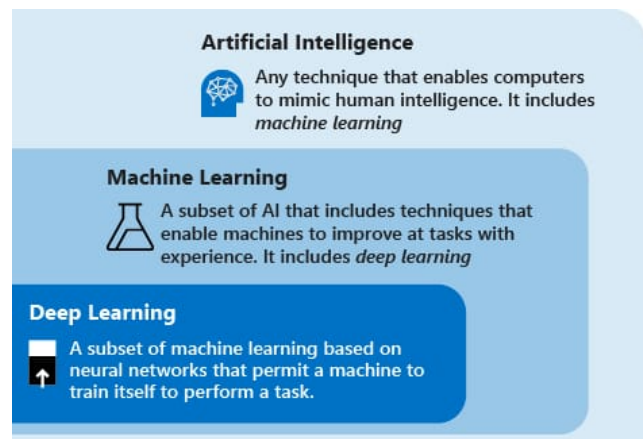 Artificial Intelligence
Any technique that enables computers
to mimic human intelligence. It includes
machine learning
Machine Learning
A subset of AI that includes techniques that
enable machines to improve at tasks with
experience. It includes deep learning
Deep Learning
A subset of machine learning based on
neural networks that permit a machine to
train itself to perform a task.